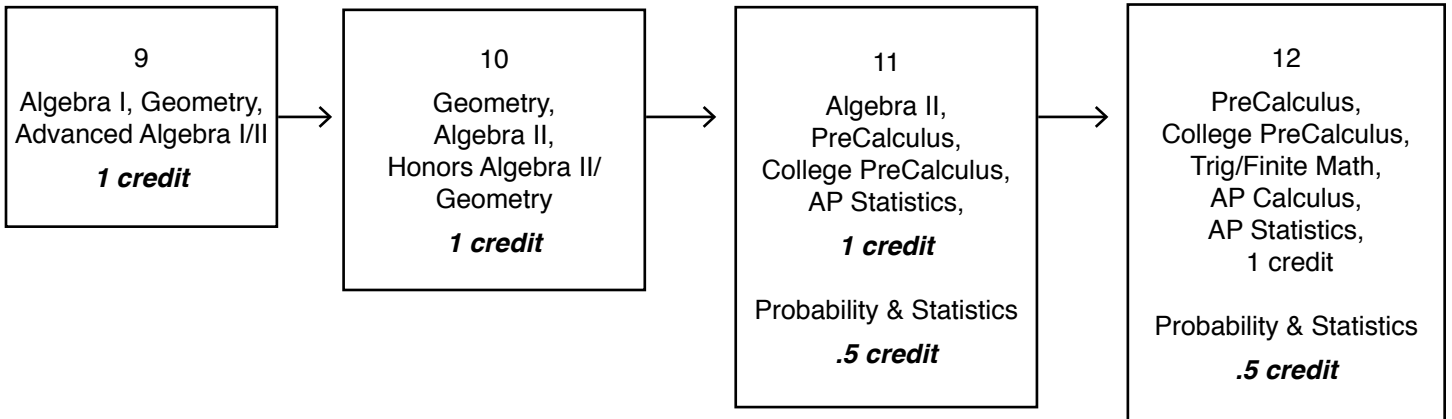 9
Algebra I, Geometry,
Advanced Algebra I/II
1 credit
10
Geometry,
Algebra II,
Honors Algebra II/
Geometry
1 credit
11
Algebra II,
PreCalculus,
College PreCalculus,
AP Statistics,
1 credit
Probability & Statistics
.5 credit
12
PreCalculus,
College PreCalculus,
Trig/Finite Math,
AP Calculus,
AP Statistics,
1 credit
Probability & Statistics
.5 credit